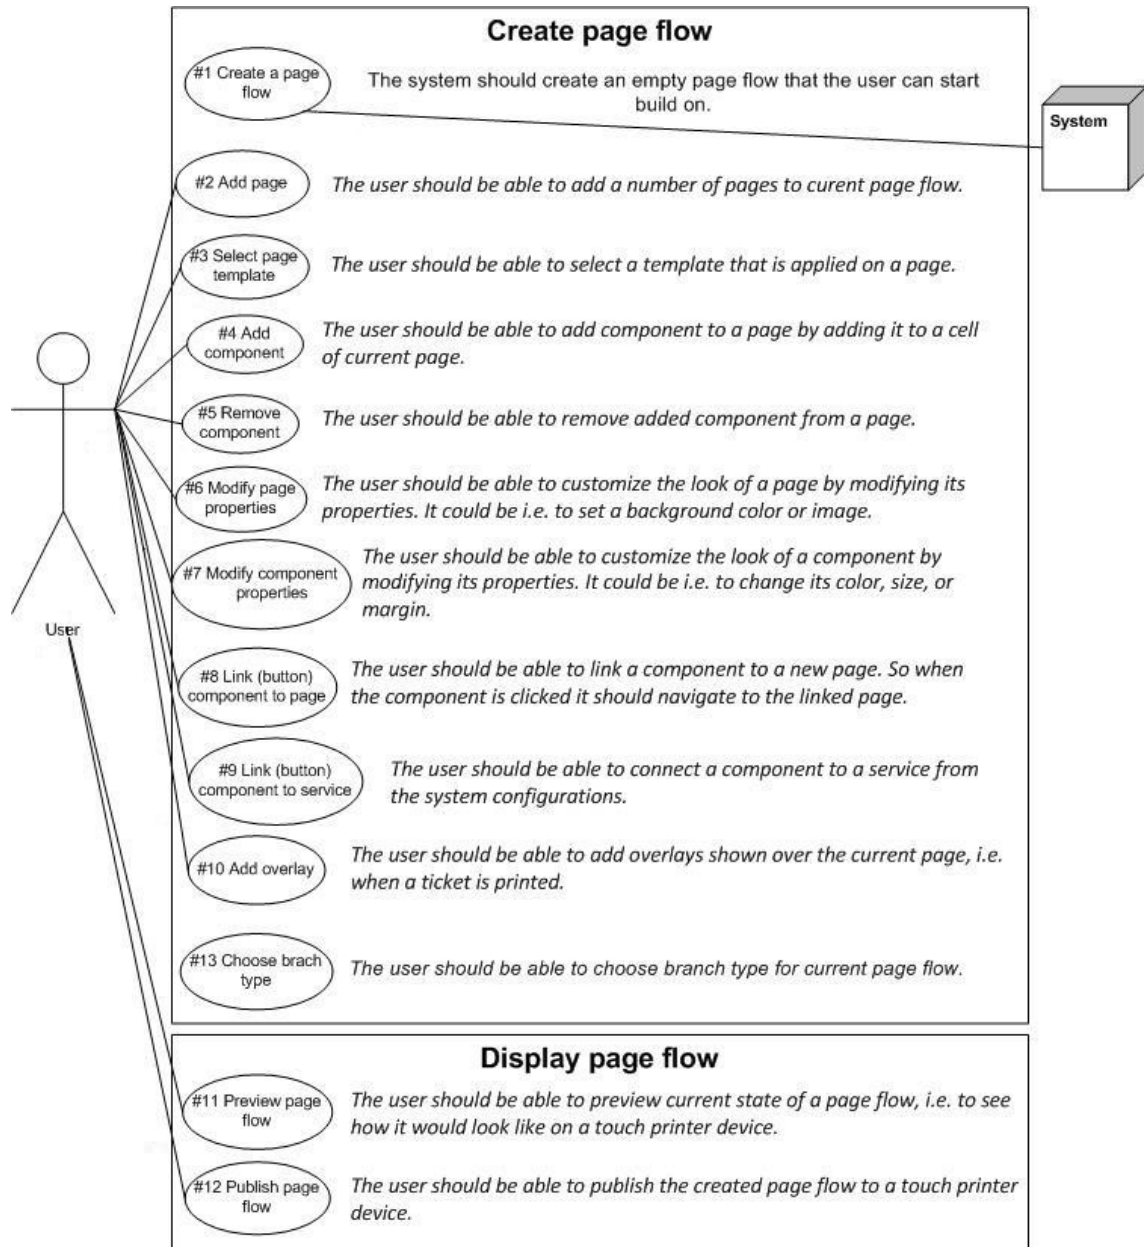 Create page flow
#1 Create a page
flow
The system should create an empty page flow that the user can start
build on.
System
#2 Add page
The user should be able to add a number of pages to curent page flow.
#3 Select page
template
The user should be able to select a template that is applied on a page.
#4 Add
component
The user should be able to add component to a page by adding it to a cell
of current page.
#5 Remove
component
The user should be able to remove added component from a page.
#6 Modify page
properties
The user should be able to customize the look of a page by modifying its
properties. It could be i.e. to set a background color or image.
#7 Modify component
properties
The user should be able to customize the look of a component by
modifying its properties. It could be i.e. to change its color, size, or
margin.
User
#8 Link (button)
component to page
The user should be able to link a component to a new page. So when
the component is clicked it should navigate to the linked page.
#9 Link (button)
component to service
The user should be able to connect a component to a service from
the system configurations.
#10 Add overlay
The user should be able to add overlays shown over the current page, i.e.
when a ticket is printed.
#13 Choose brach
type
The user should be able to choose branch type for current page flow.
Display page flow
#11 Preview page
flow
The user should be able to preview current state of a page flow, i.e. to see
how it would look like on a touch printer device.
#12 Publish page
flow
The user should be able to publish the created page flow to a touch printer
device.